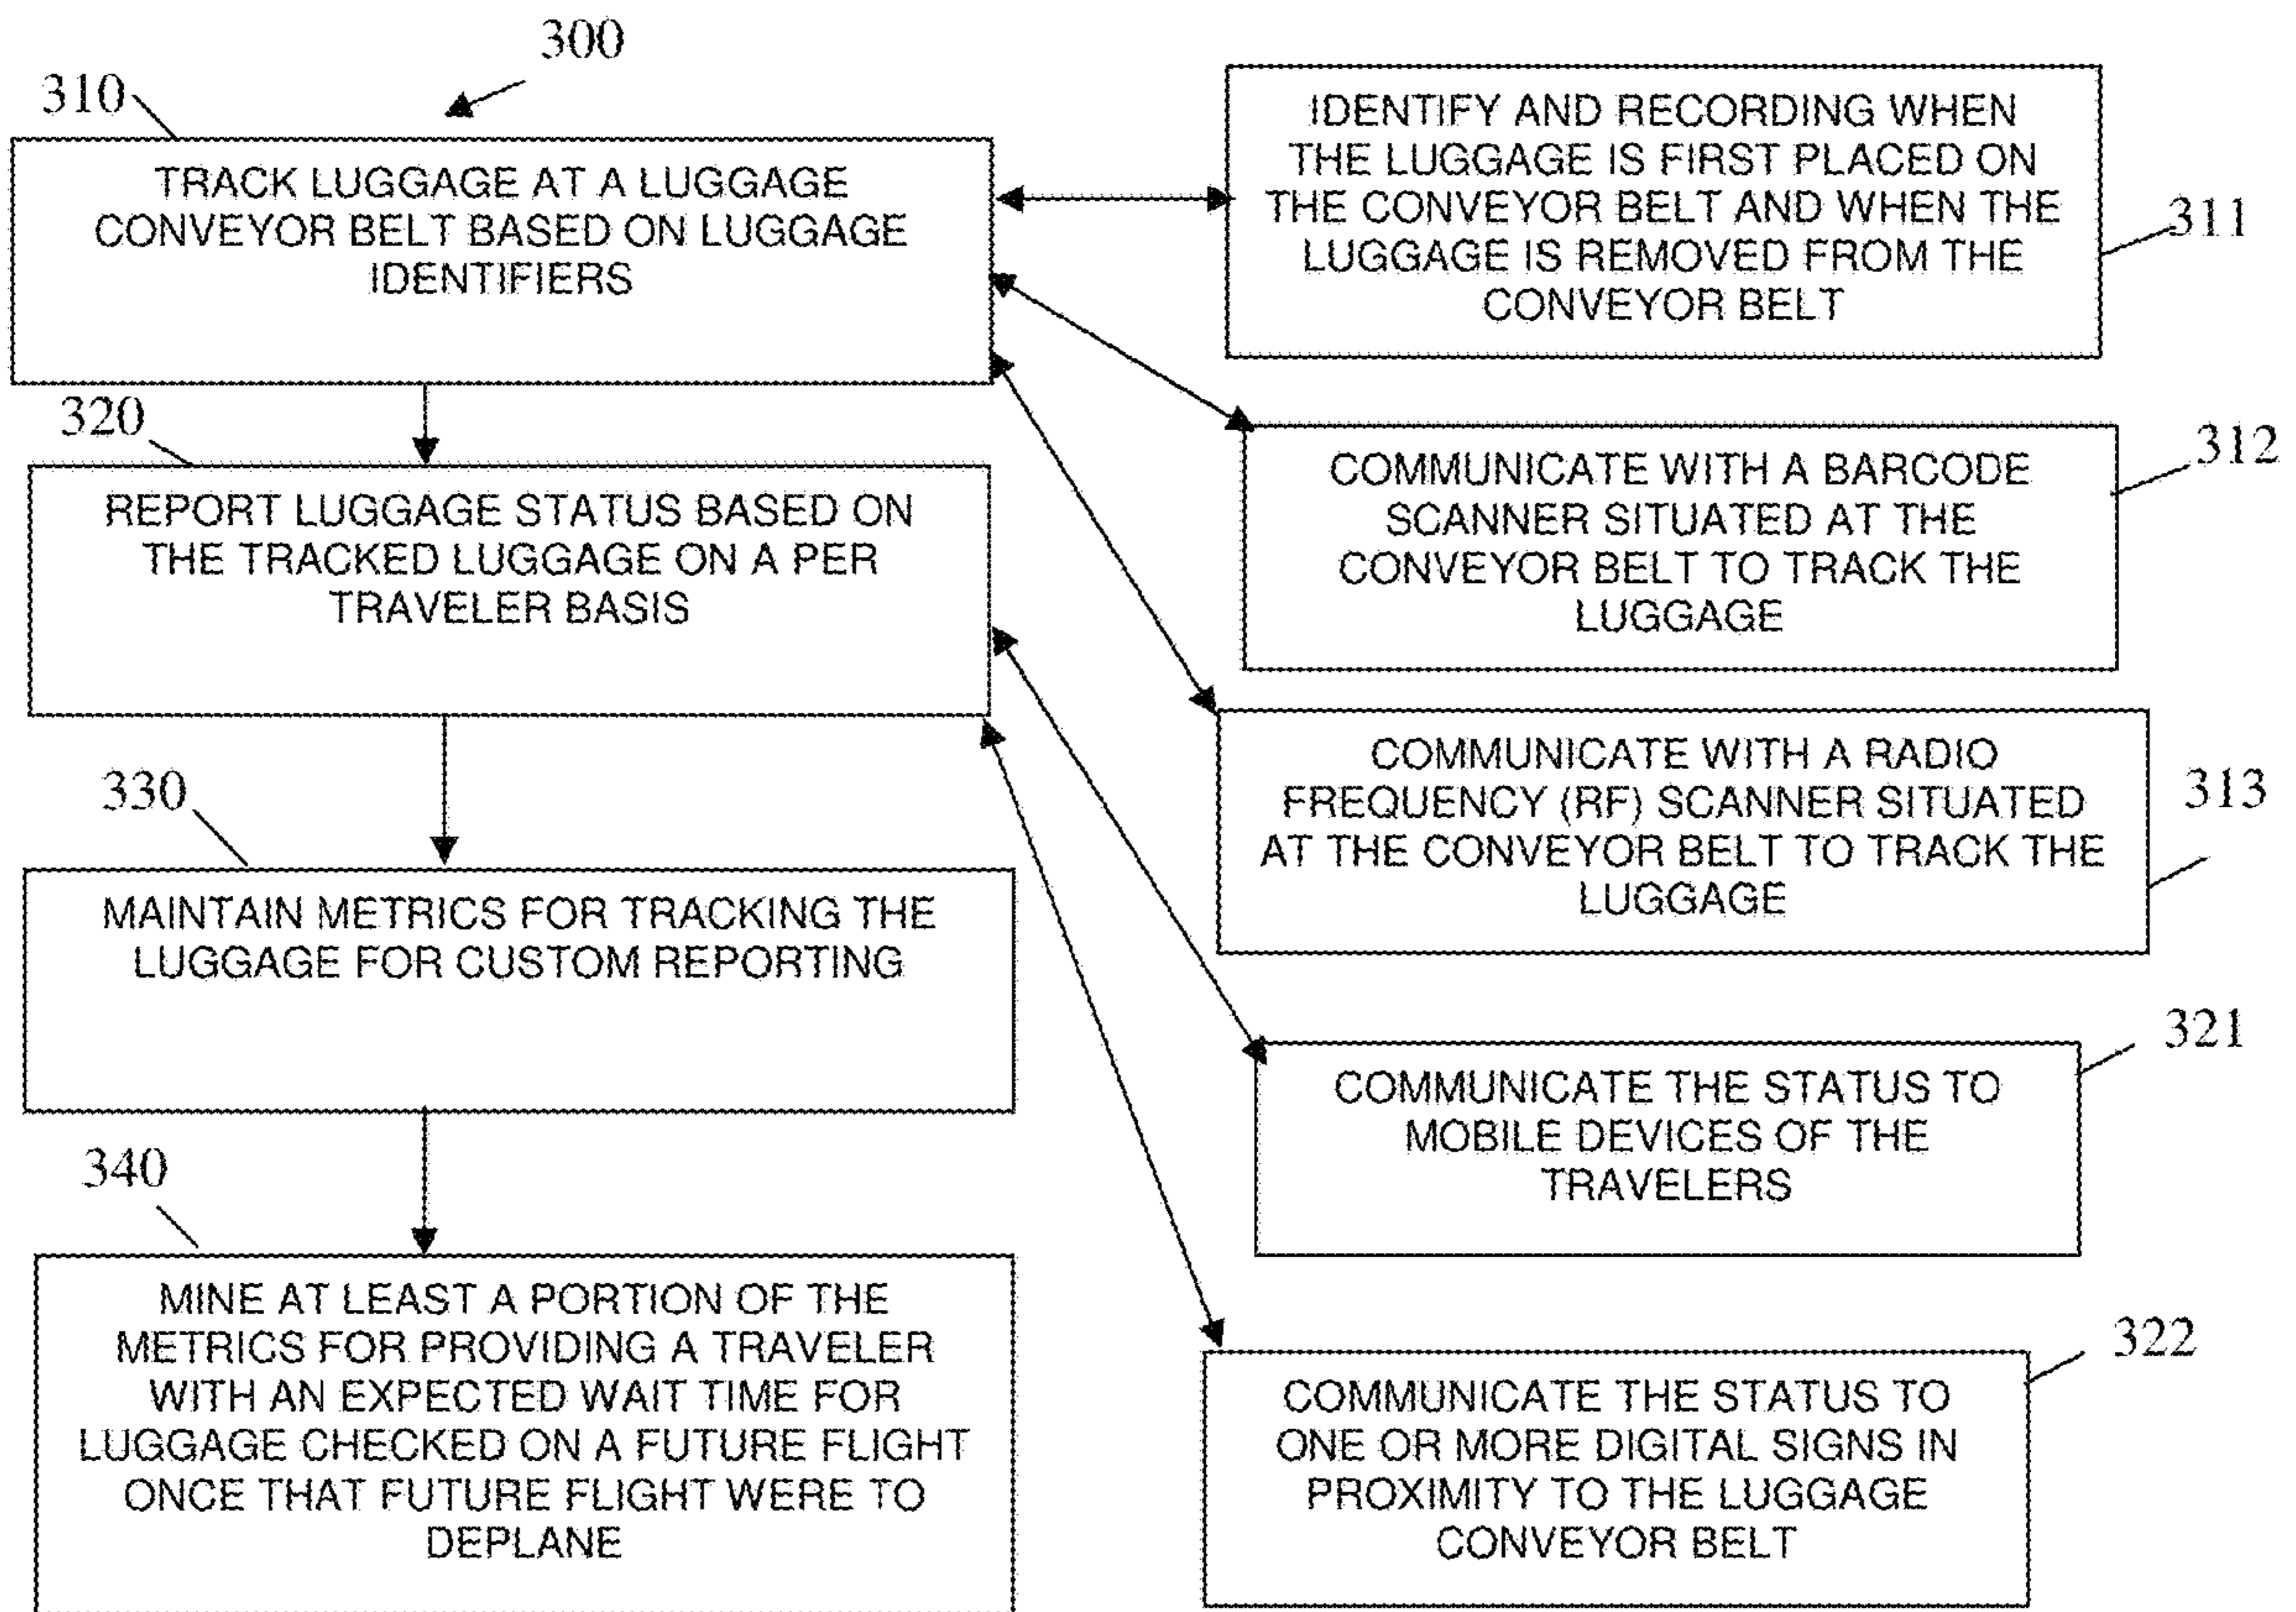 300
310
TRACK LUGGAGE AT A LUGGAGE
CONVEYOR BELT BASED ON LUGGAGE
IDENTIFIERS
IDENTIFY AND RECORDING WHEN
THE LUGGAGE IS FIRST PLACED ON
THE CONVEYOR BELT AND WHEN THE
LUGGAGE IS REMOVED FROM THE
CONVEYOR BELT
311
320
REPORT LUGGAGE STATUS BASED ON
THE TRACKED LUGGAGE ON A PER
TRAVELER BASIS
312
COMMUNICATE WITH A BARCODE
SCANNER SITUATED AT THE
CONVEYOR BELT TO TRACK THE
LUGGAGE
313
COMMUNICATE WITH A RADIO
FREQUENCY (RF) SCANNER SITUATED
AT THE CONVEYOR BELT TO TRACK THE
LUGGAGE
330
MAINTAIN METRICS FOR TRACKING THE
LUGGAGE FOR CUSTOM REPORTING
321
COMMUNICATE THE STATUS TO
MOBILE DEVICES OF THE
TRAVELERS
340
MINE AT LEAST A PORTION OF THE
METRICS FOR PROVIDING A TRAVELER
WITH AN EXPECTED WAIT TIME FOR
LUGGAGE CHECKED ON A FUTURE FLIGHT
ONCE THAT FUTURE FLIGHT WERE TO
DEPLANE
322
COMMUNICATE THE STATUS TO
ONE OR MORE DIGITAL SIGNS IN
PROXIMITY TO THE LUGGAGE
CONVEYOR BELT